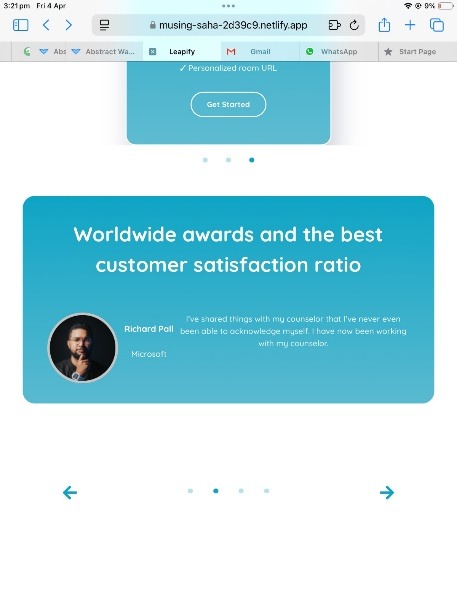 3:21 pm Fri 4 Apr
9%
musing-saha-2d39c9.netlify.app
Abs
Abstract Wa...
Leapify
Gmail
WhatsApp
Start Page
✓ Personalized room URL
Get Started
Worldwide awards and the best
customer satisfaction ratio
I've shared things with my counselor that I've never even
been able to acknowledge myself. I have now been working
with my counselor.
Richard Poll
Microsoft